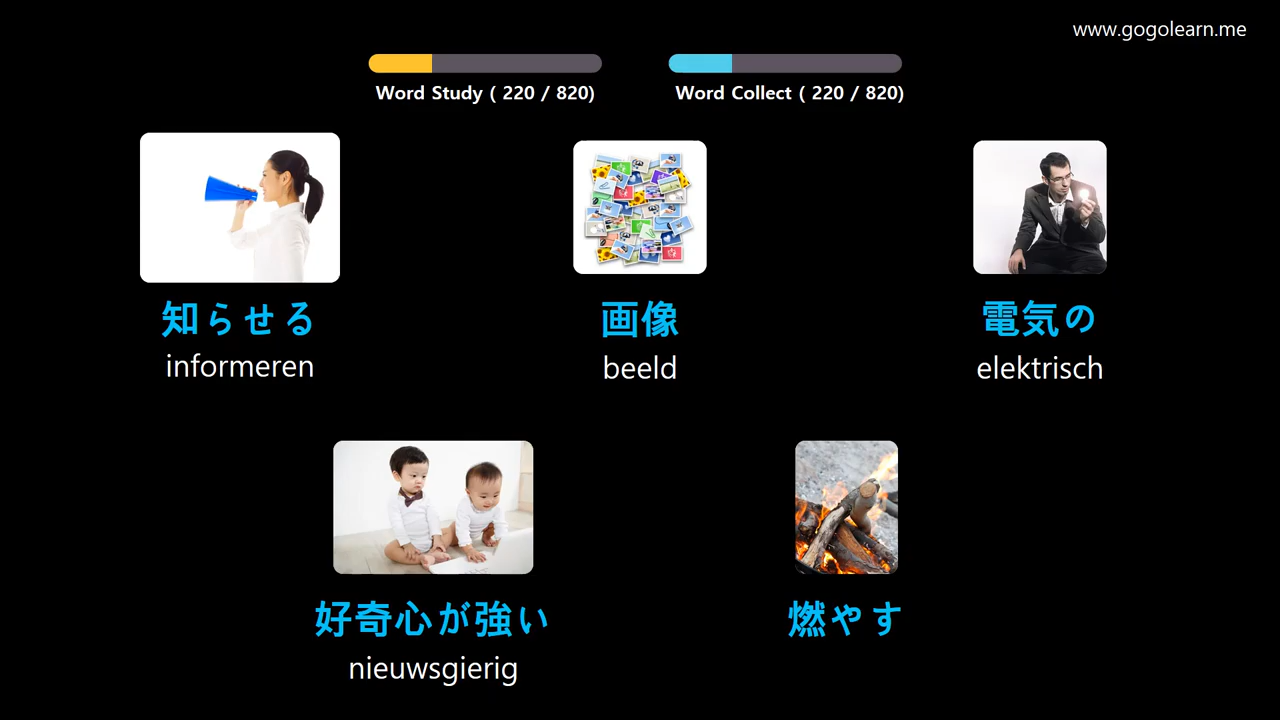 www.gogolearn.me
Word Study ( 220 / 820)
Word Collect ( 220 / 820)
知らせる
informeren
画像
beeld
電気の
elektrisch
好奇心が強い
nieuwsgierig
燃やす